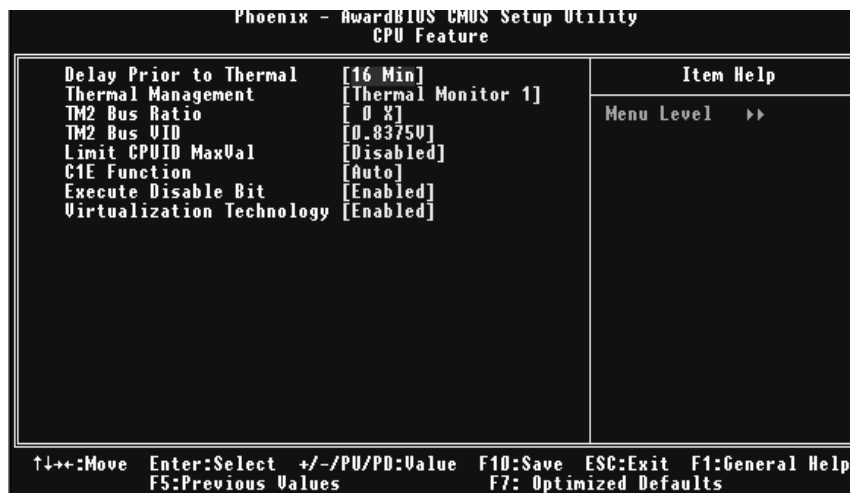 Phoenix - AwardBIOS CMOS Setup Utility
CPU Feature
Delay Prior to Thermal [16 Min]
Thermal Management [Thermal Monitor 1]
TM2 Bus Ratio [ 0 X]
TM2 Bus VID [0.8375V]
Limit CPUID MaxVal [Disabled]
C1E Function [Auto]
Execute Disable Bit [Enabled]
Virtualization Technology [Enabled]
Item Help
Menu Level ▸▸
↑↓→←:Move Enter:Select +/-/PU/PD:Value F10:Save ESC:Exit F1:General Help
F5:Previous Values F7: Optimized Defaults